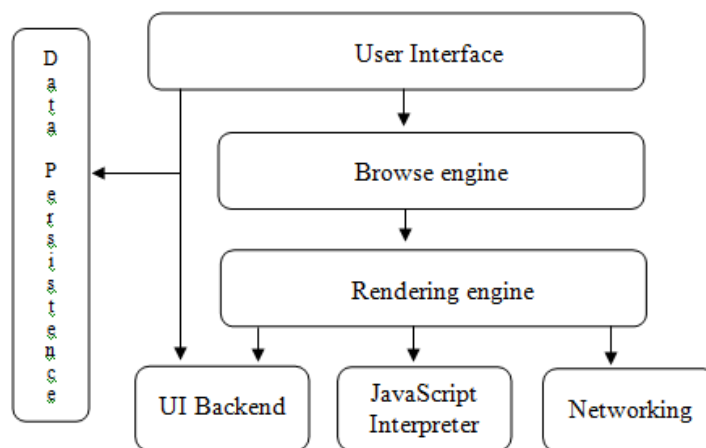 Data Persistence
User Interface
Browse engine
Rendering engine
UI Backend
JavaScript
Interpreter
Networking